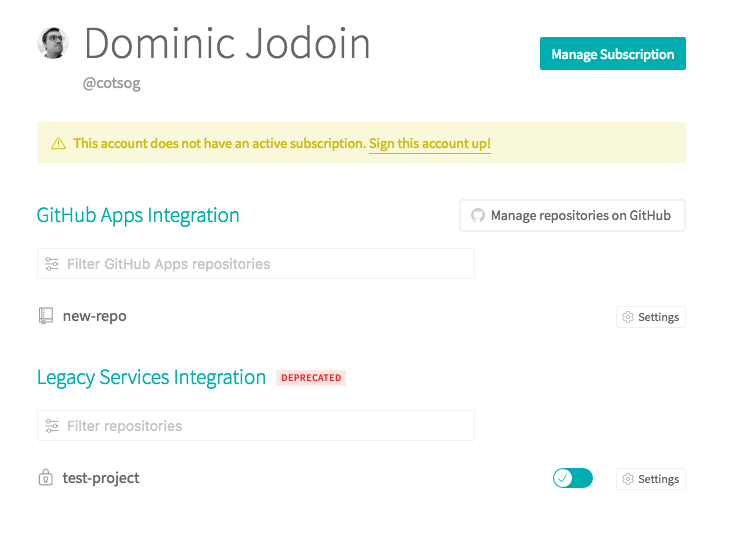 Dominic Jodoin
Manage Subscription
@cotsog
This account does not have an active subscription. Sign this account up!
GitHub Apps Integration
Manage repositories on GitHub
Filter GitHub Apps repositories
new-repo
Settings
Legacy Services Integration DEPRECATED
Filter repositories
test-project
Settings